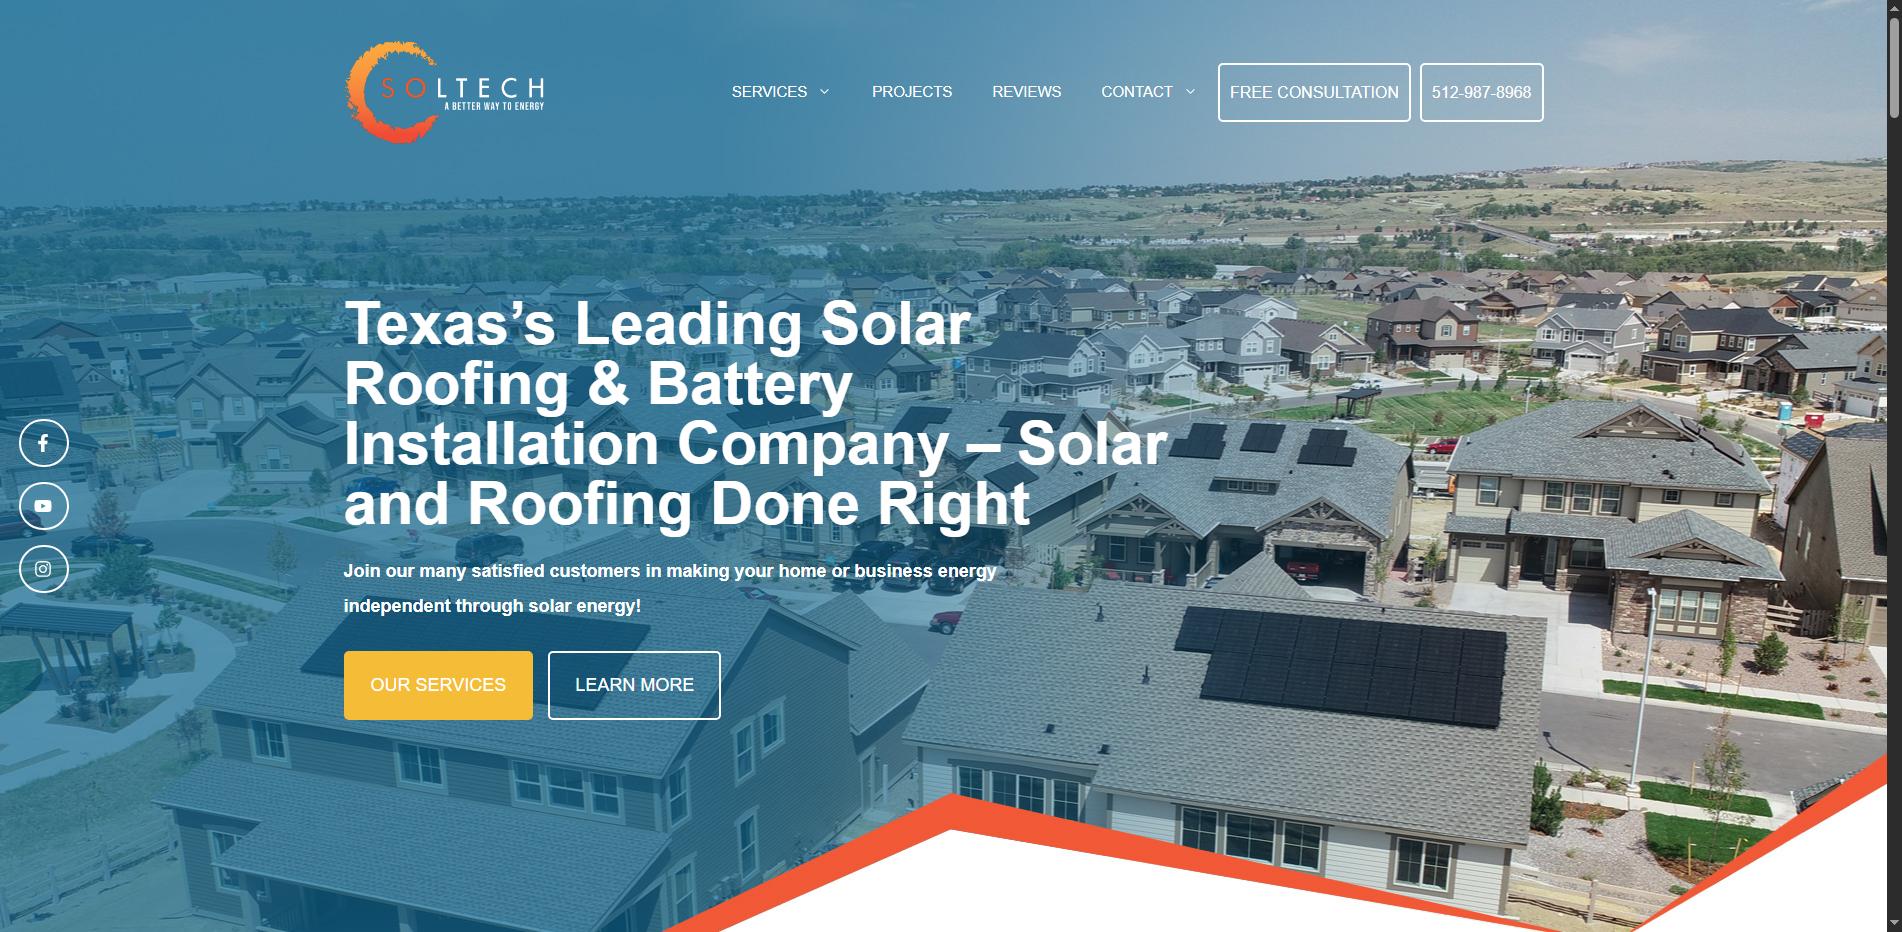 SOLTECH
A BETTER WAY TO ENERGY
SERVICES
PROJECTS
REVIEWS
CONTACT
FREE CONSULTATION
512-987-8968
Texas’s Leading Solar
Roofing & Battery
Installation Company – Solar
and Roofing Done Right
Join our many satisfied customers in making your home or business energy
independent through solar energy!
OUR SERVICES
LEARN MORE